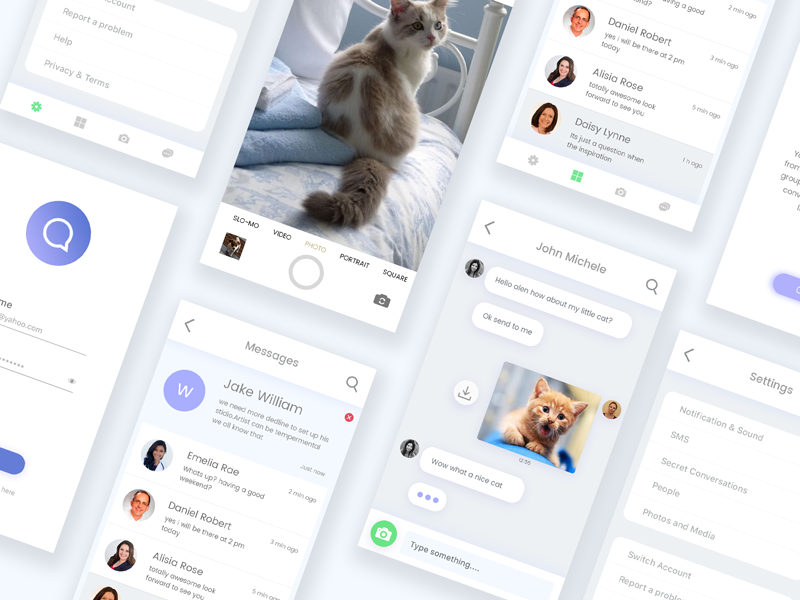 Account
Report a problem
Help
Privacy & Terms
@yahoo.com
here
SLO-MO
VIDEO
PHOTO
PORTRAIT
SQUARE
Messages
Jake William
we need more dedline to set up his
stidio.Artist can be tempermental
we all know that
Just now
Emelia Rae
Whats up? having a good
weekend?
2 min ago
Daniel Robert
yes i will be there at 2 pm
today
3 min ago
Alisia Rose
totally awesome look
forward to see you
5 min ago
Daisy Lynne
weekend?
having a good
2 min ago
Daniel Robert
yes i will be there at 2 pm
today
3 min ago
Alisia Rose
totally awesome look
forward to see you
5 min ago
Daisy Lynne
Its just a question when
the inspiration
1 h ago
John Michele
Hello alen how about my little cat?
Ok send to me
12:55
Wow what a nice cat
Type something....
Settings
Notification & Sound
SMS
Secret Conversations
People
Photos and Media
Switch Account
Report a problem